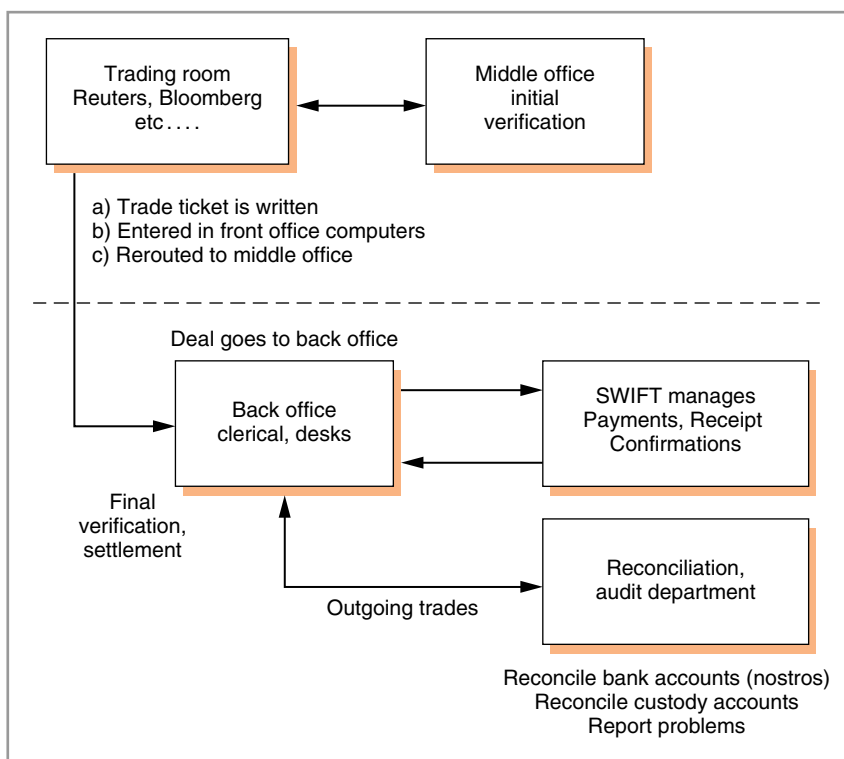 Trading room
Reuters, Bloomberg
etc . . . .
Middle office
initial
verification
a) Trade ticket is written
b) Entered in front office computers
c) Rerouted to middle office
Deal goes to back office
Back office
clerical, desks
SWIFT manages
Payments, Receipt
Confirmations
Final
verification,
settlement
Outgoing trades
Reconciliation,
audit department
Reconcile bank accounts (nostros)
Reconcile custody accounts
Report problems